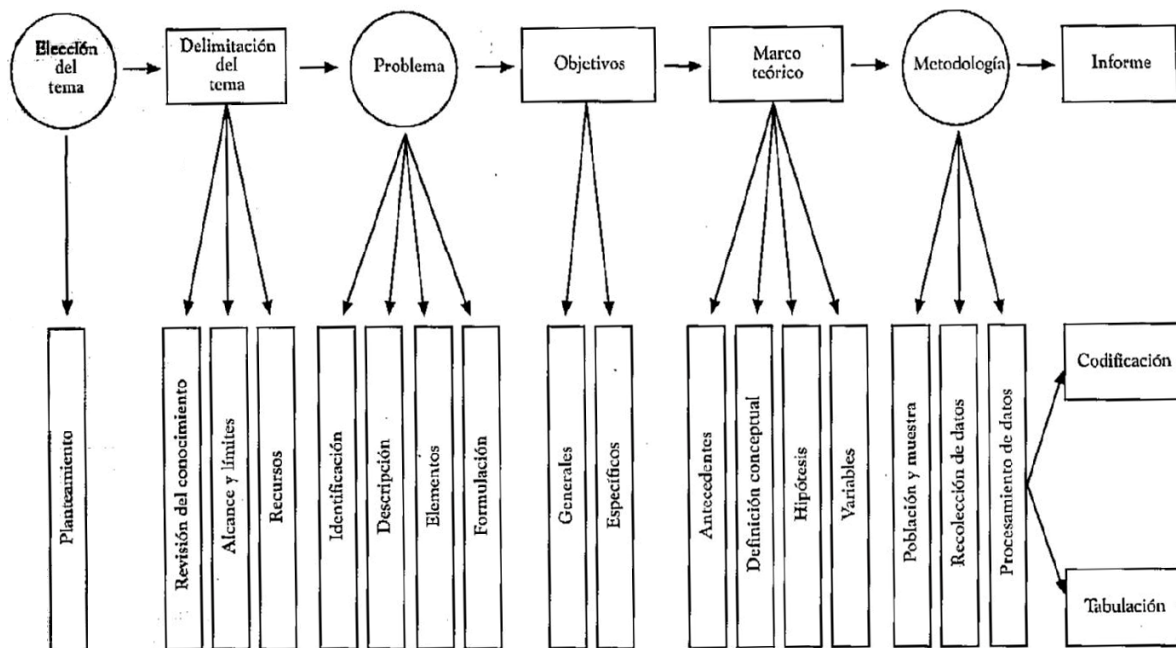 Elección
del
tema
Delimitación
del
tema
Problema
Objetivos
Marco
teórico
Metodología
Informe
Planteamiento
Revisión del conocimiento
Alcance y límites
Recursos
Identificación
Descripción
Elementos
Formulación
Generales
Específicos
Antecedentes
Definición conceptual
Hipótesis
Variables
Población y muestra
Recolección de datos
Procesamiento de datos
Codificación
Tabulación